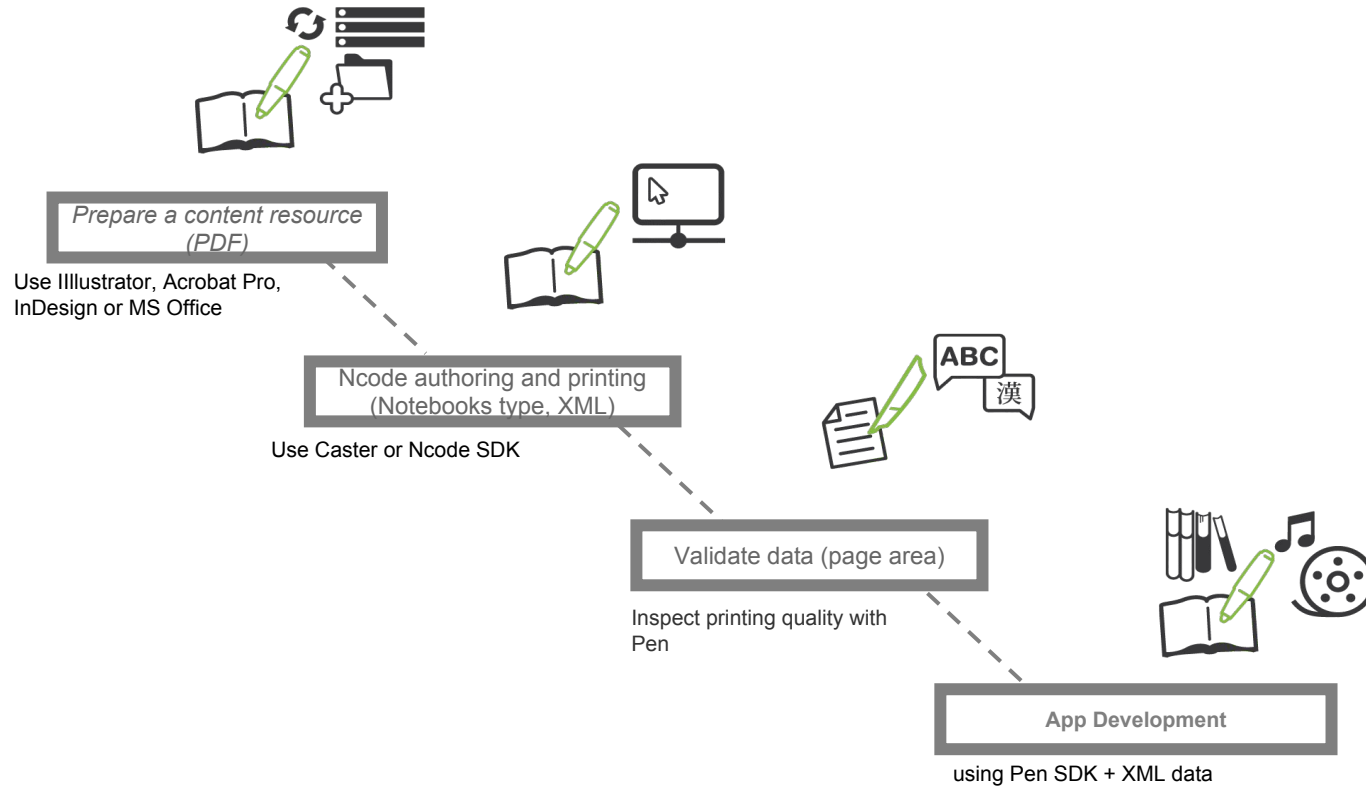 Prepare a content resource
(PDF)
Use IIllustrator, Acrobat Pro,
InDesign or MS Office
Ncode authoring and printing
(Notebooks type, XML)
Use Caster or Ncode SDK
ABC
漢
Validate data (page area)
Inspect printing quality with
Pen
App Development
using Pen SDK + XML data